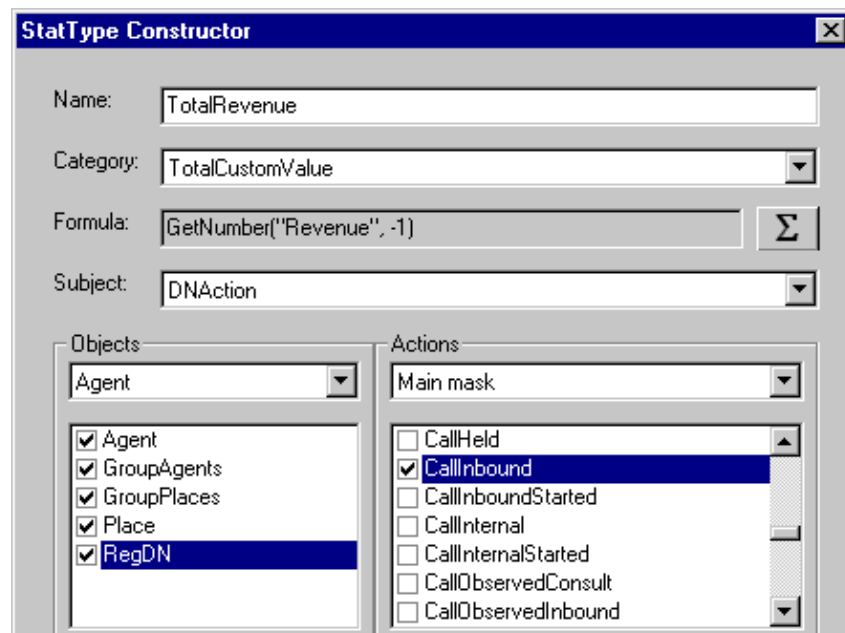 StatType Constructor
Name: TotalRevenue
Category: TotalCustomValue
Formula: GetNumber("Revenue", -1) Σ
Subject: DNAction
Objects Actions
Agent Main mask
Agent CallHeld
GroupAgents CallInbound
GroupPlaces CallInboundStarted
Place CallInternal
RegDN CallInternalStarted
CallObservedConsult
CallObservedInbound